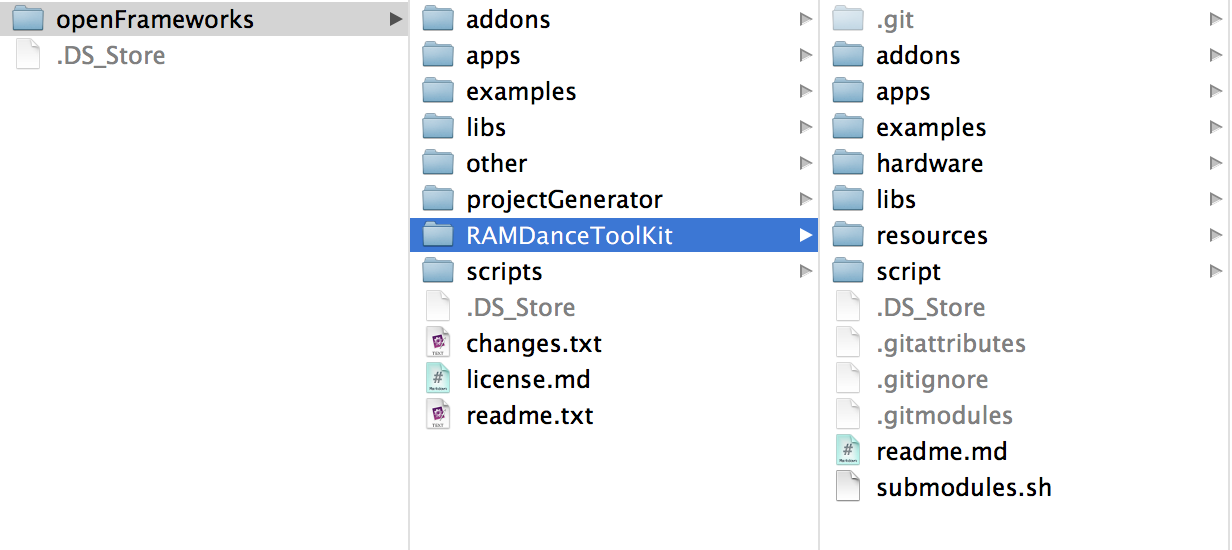 openFrameworks
.DS_Store
addons
apps
examples
libs
other
projectGenerator
RAMDanceToolKit
scripts
.DS_Store
changes.txt
license.md
readme.txt
.git
addons
apps
examples
hardware
libs
resources
script
.DS_Store
.gitattributes
.gitignore
.gitmodules
readme.md
submodules.sh